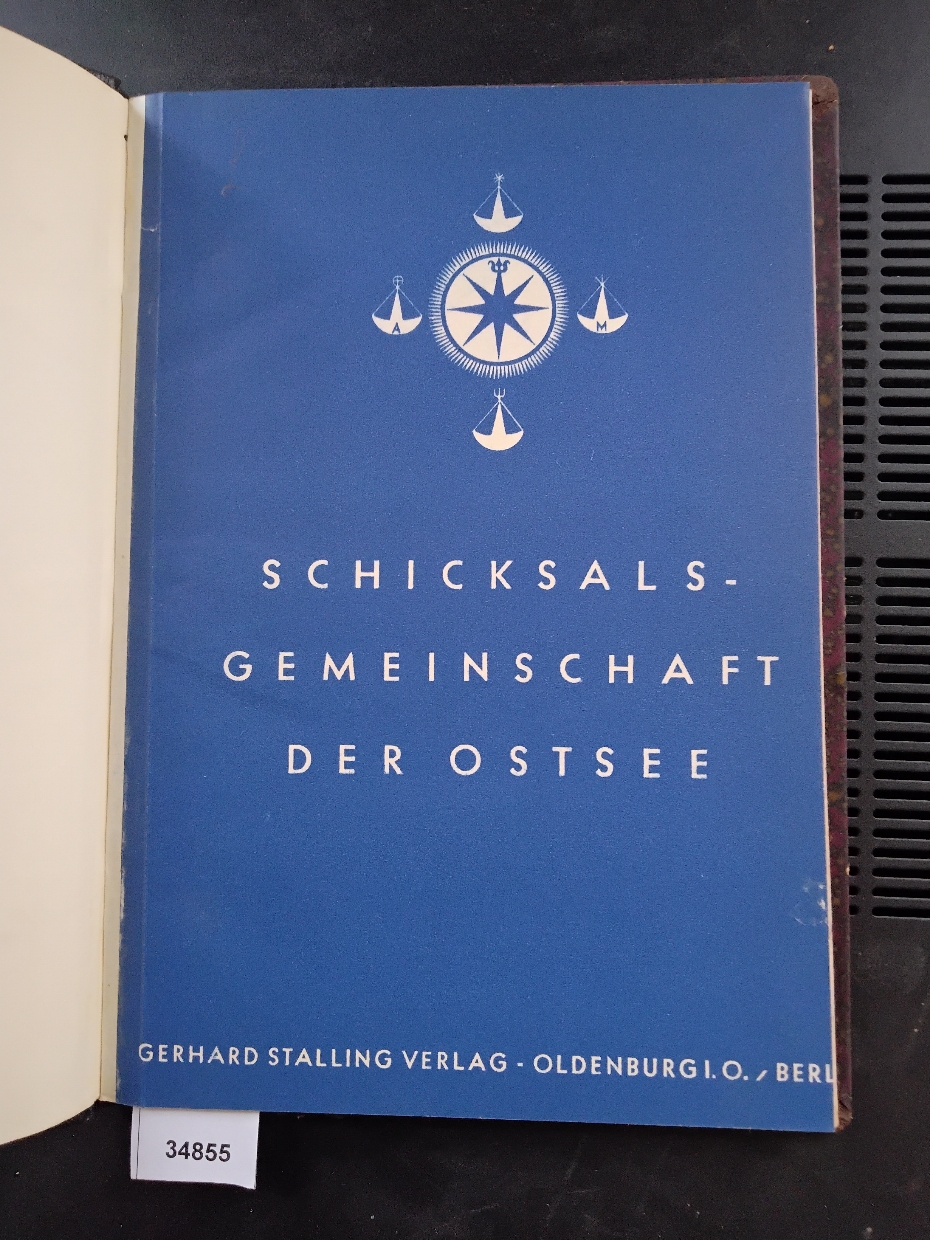 A
M
SCHICKSALS-
GEMEINSCHAFT
DER OSTSEE
GERHARD STALLING VERLAG - OLDENBURG I.O. / BERL
34855